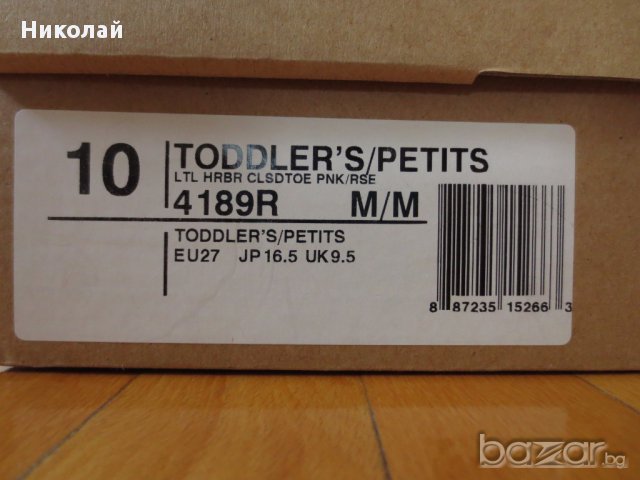 Николай
10
TODDLER'S/PETITS
LTL HRBR CLSDTOE PNK/RSE
4189R M/M
TODDLER'S/PETITS
EU27 JP16.5 UK9.5
8 87235 15266 3
bazar.bg